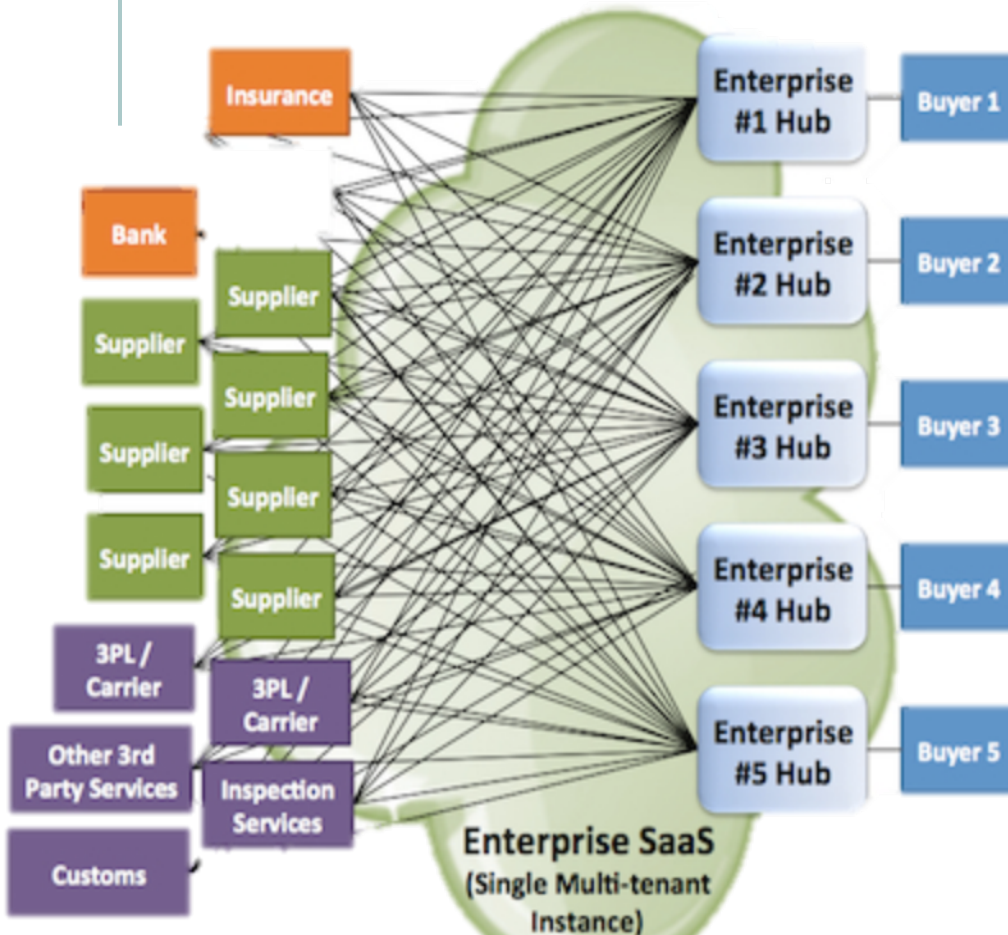 Insurance
Bank
Supplier
Supplier
Supplier
Supplier
Supplier
Supplier
Supplier
3PL /
Carrier
3PL /
Carrier
Other 3rd
Party Services
Inspection
Services
Customs
Enterprise
#1 Hub
Buyer 1
Enterprise
#2 Hub
Buyer 2
Enterprise
#3 Hub
Buyer 3
Enterprise
#4 Hub
Buyer 4
Enterprise
#5 Hub
Buyer 5
Enterprise SaaS
(Single Multi-tenant
Instance)